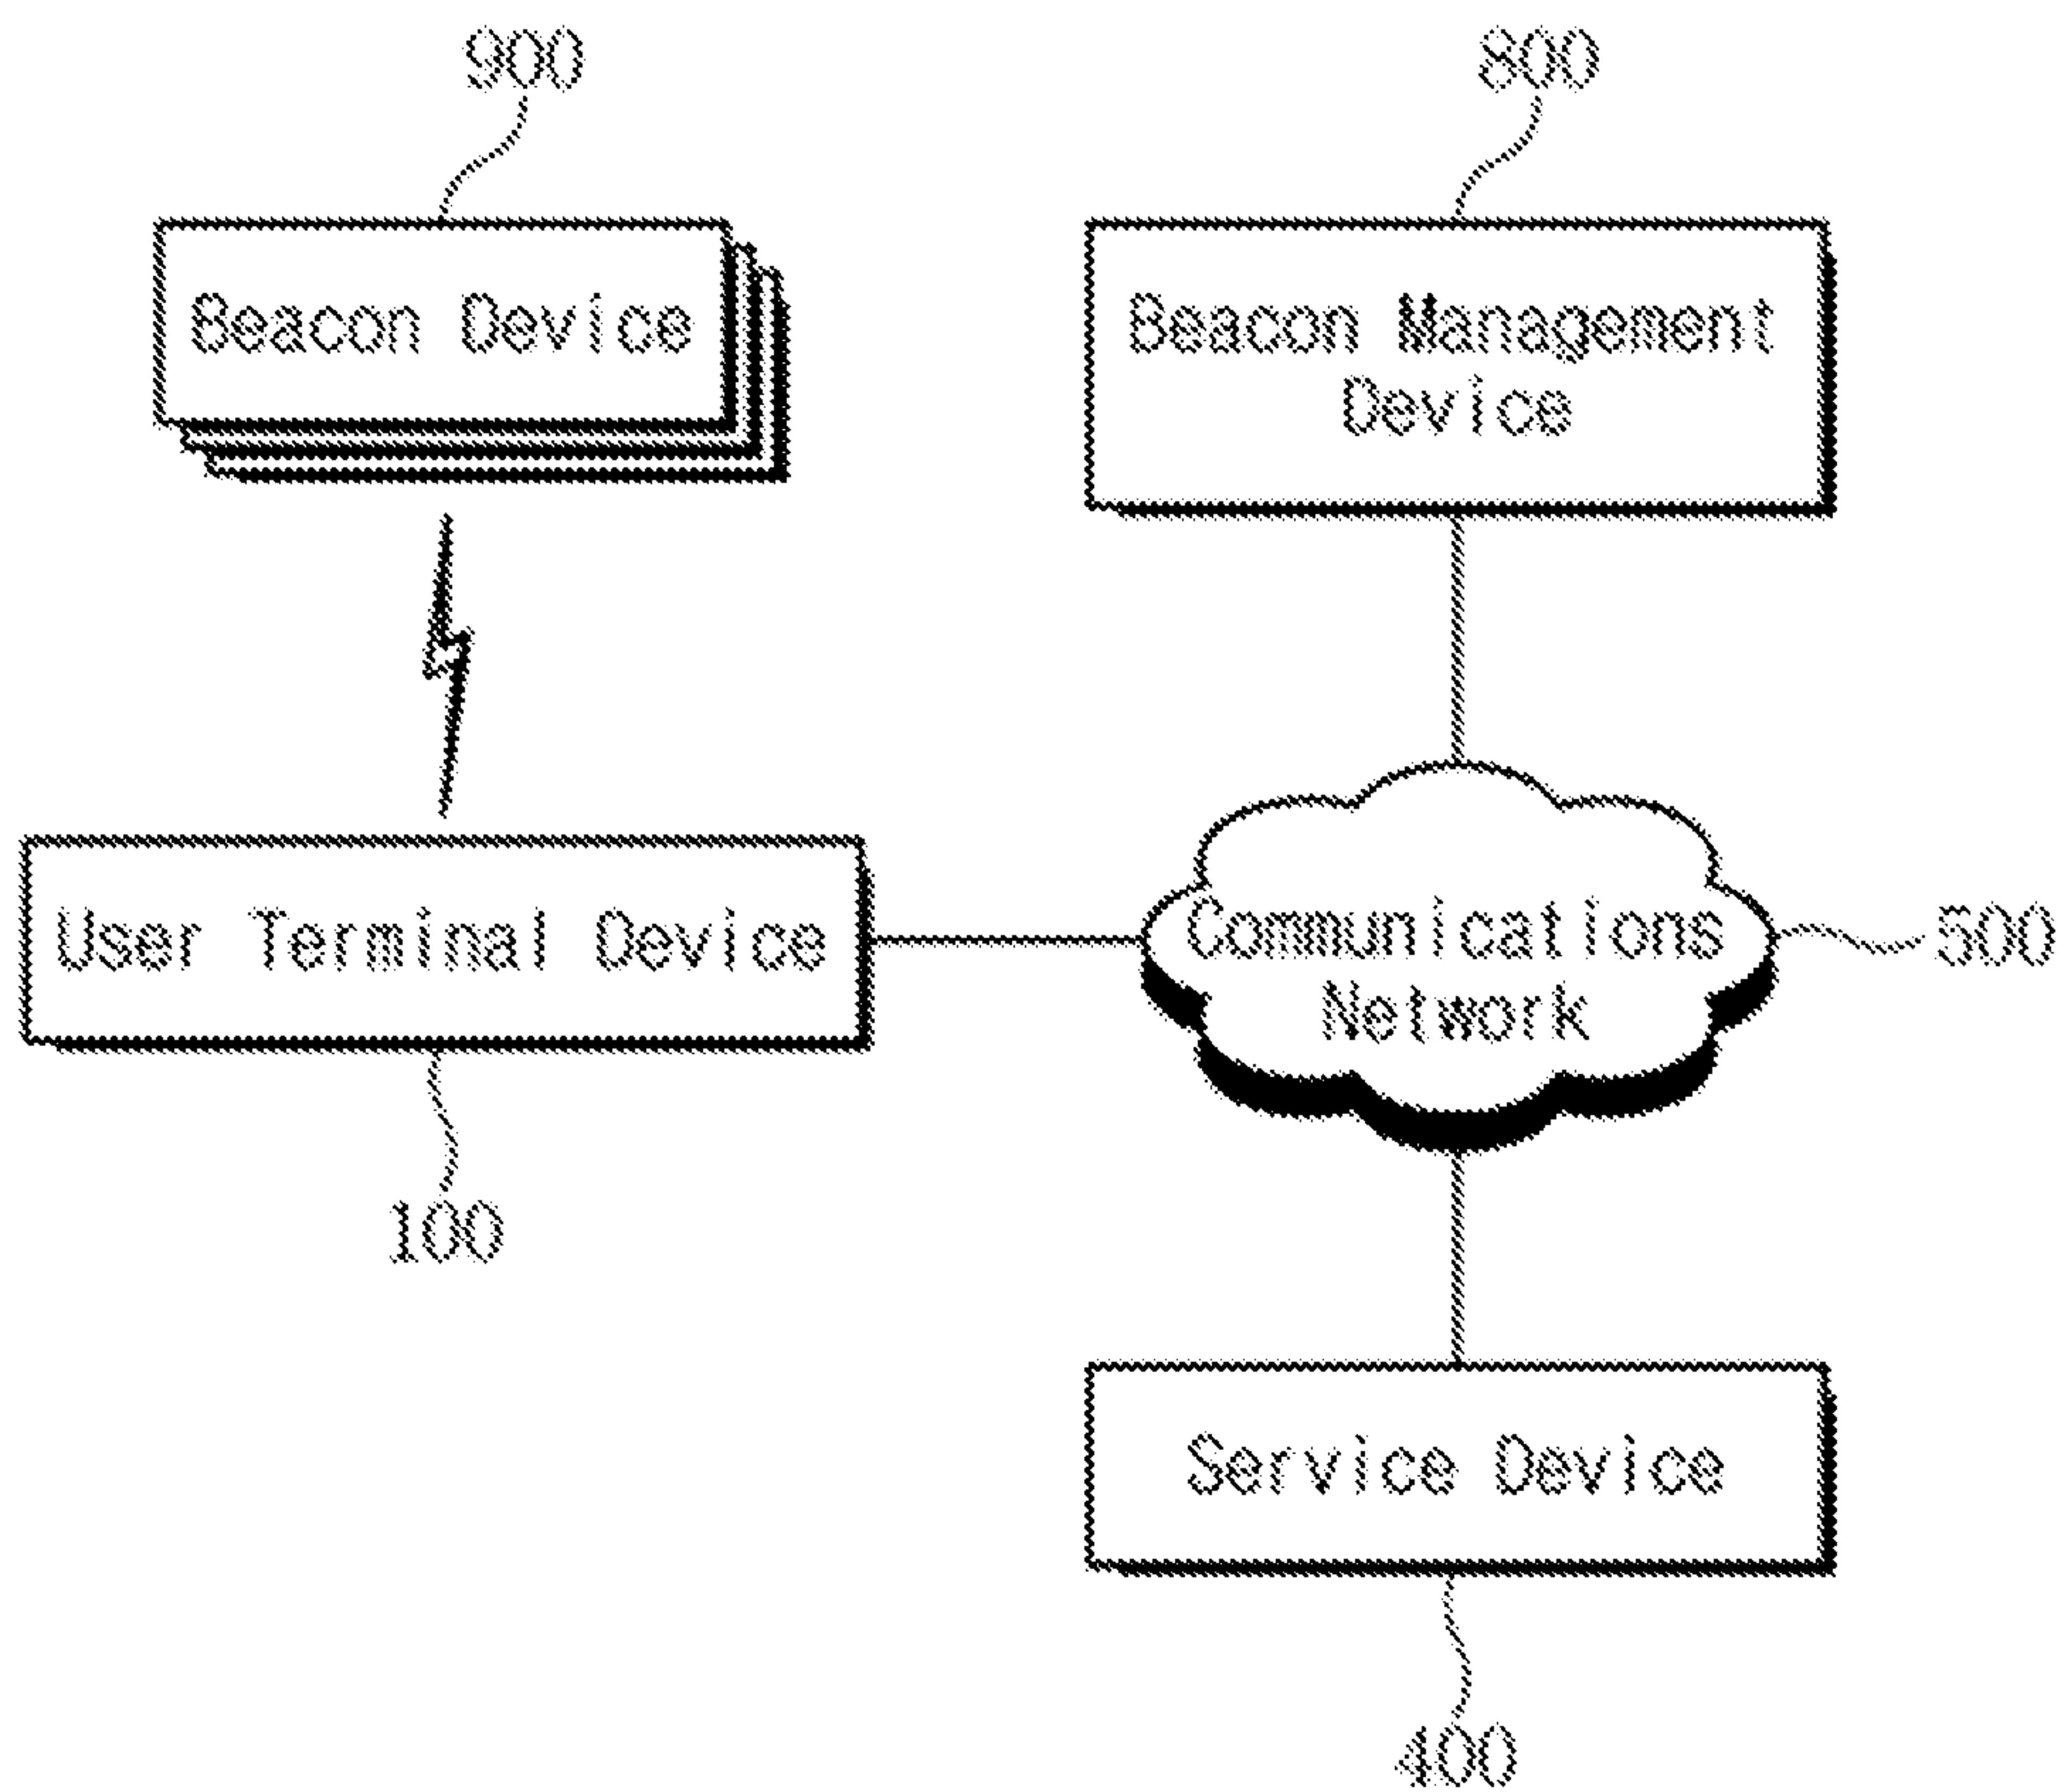 900
800
Beacon Device
Beacon Management
Device
User Terminal Device
Communications
Network
500
100
Service Device
400